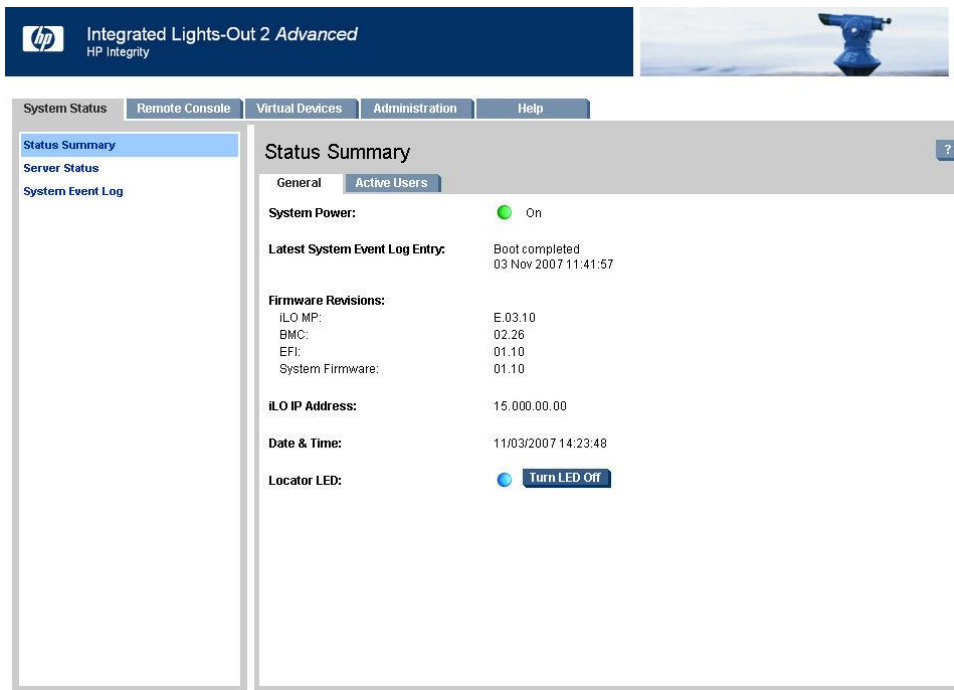 hp
Integrated Lights-Out 2 Advanced
HP Integrity
System Status
Remote Console
Virtual Devices
Administration
Help
Status Summary
Server Status
System Event Log
Status Summary
?
General
Active Users
System Power: On
Latest System Event Log Entry: Boot completed
03 Nov 2007 11:41:57
Firmware Revisions:
iLO MP: E.03.10
BMC: 02.26
EFI: 01.10
System Firmware: 01.10
iLO IP Address: 15.000.00.00
Date & Time: 11/03/2007 14:23:48
Locator LED: Turn LED Off